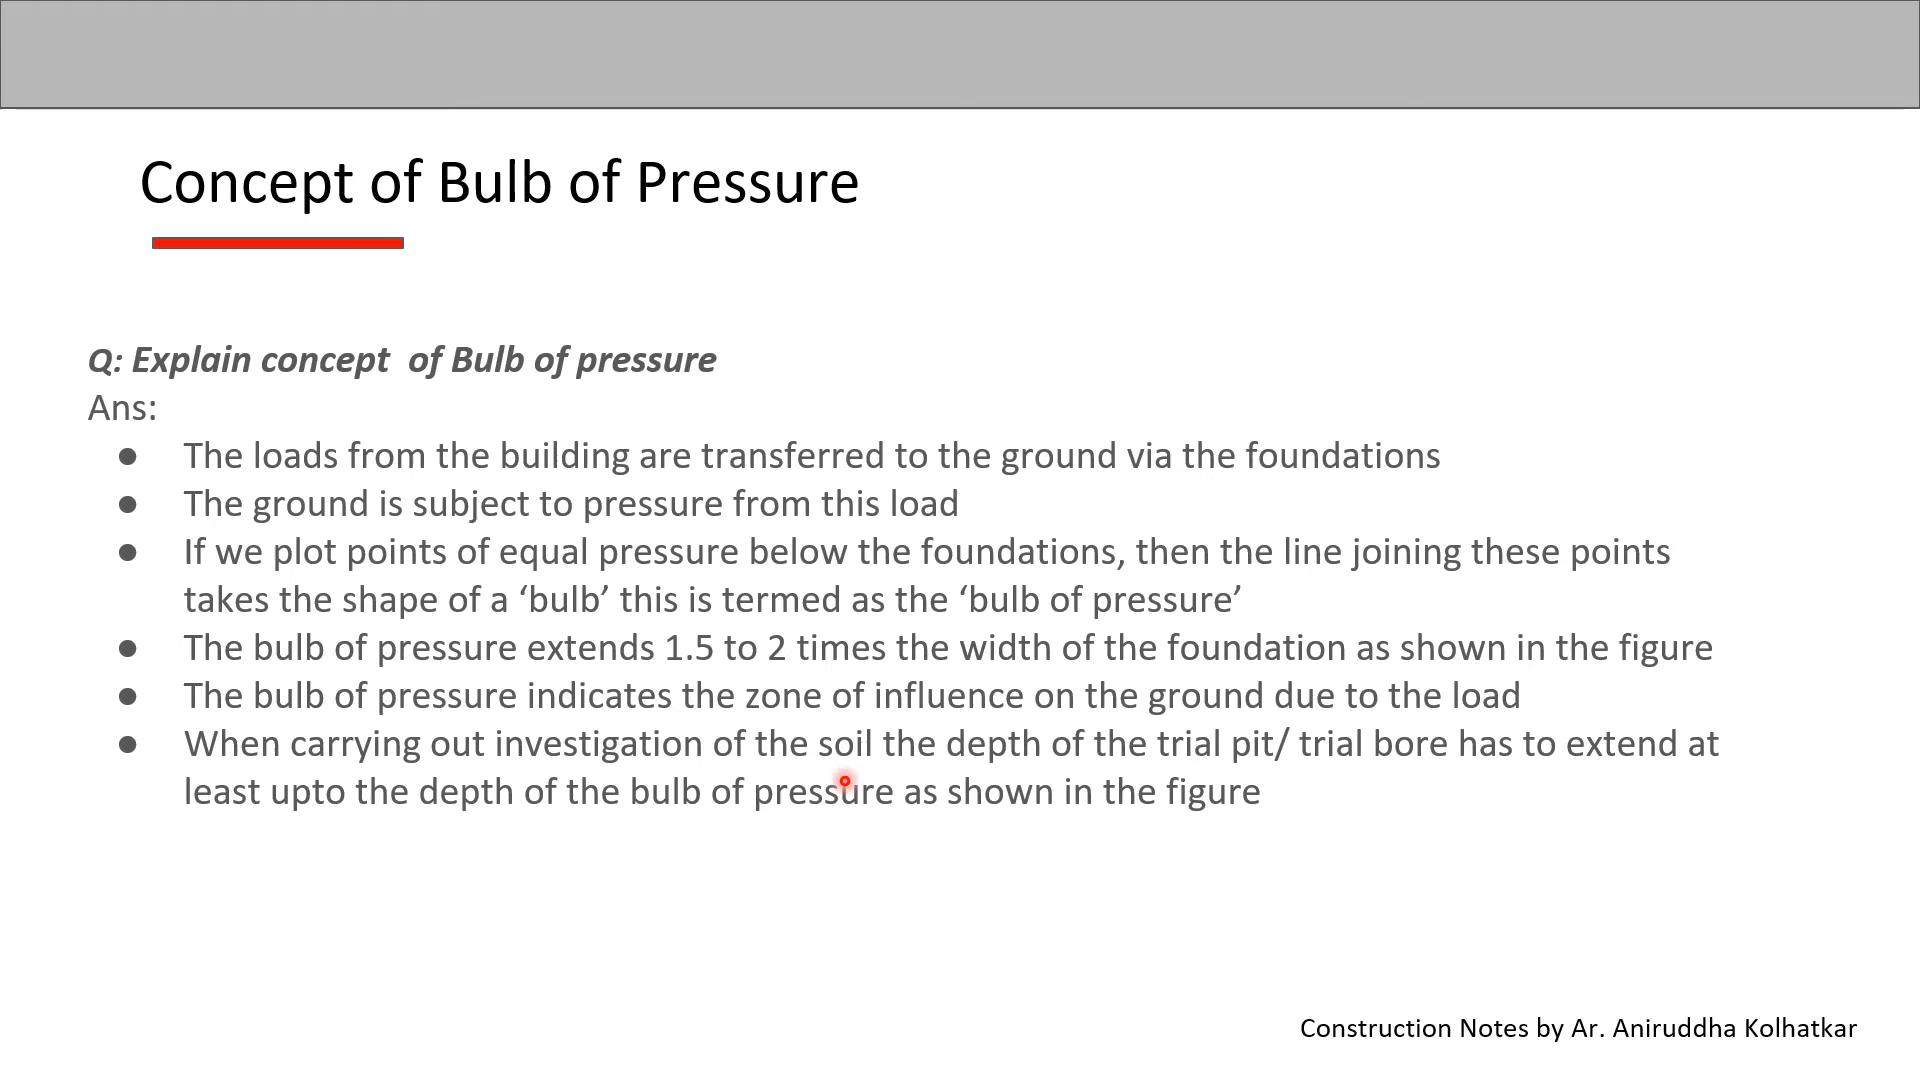 Concept of Bulb of Pressure
Q: Explain concept  of Bulb of pressure
Ans:
● The loads from the building are transferred to the ground via the foundations
● The ground is subject to pressure from this load
● If we plot points of equal pressure below the foundations, then the line joining these points
takes the shape of a ‘bulb’ this is termed as the ‘bulb of pressure’
● The bulb of pressure extends 1.5 to 2 times the width of the foundation as shown in the figure
● The bulb of pressure indicates the zone of influence on the ground due to the load
● When carrying out investigation of the soil the depth of the trial pit/ trial bore has to extend at
least upto the depth of the bulb of pressure as shown in the figure
Construction Notes by Ar. Aniruddha Kolhatkar